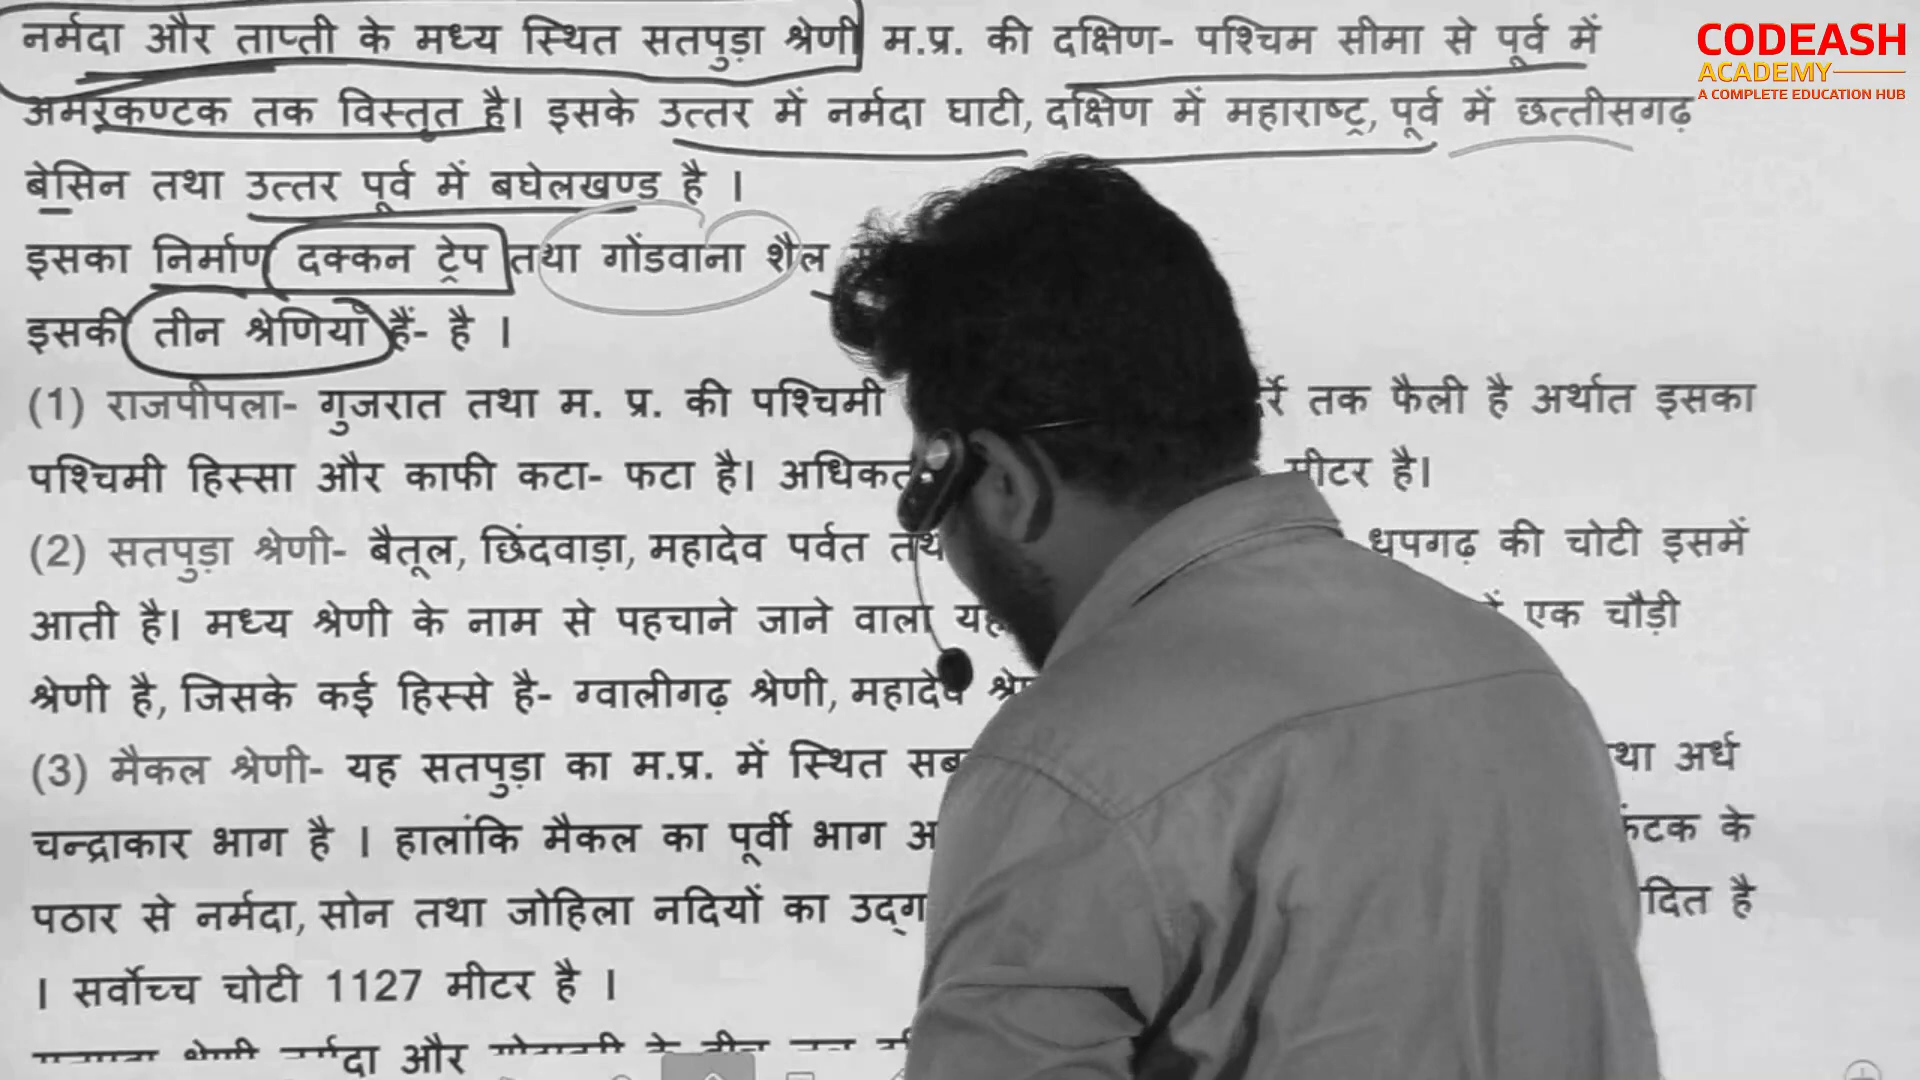 नर्मदा और ताप्ती के मध्य स्थित सतपुड़ा श्रेणी म.प्र. की दक्षिण- पश्चिम सीमा से पूर्व में
अमरकण्टक तक विस्तृत है। इसके उत्तर में नर्मदा घाटी, दक्षिण में महाराष्ट्र, पूर्व में छत्तीसगढ़
बेसिन तथा उत्तर पूर्व में बघेलखण्ड है ।
इसका निर्माण दक्कन ट्रेप तथा गोंडवाना शैल
इसकी तीन श्रेणियाँ हैं- है ।
(1) राजपीपला- गुजरात तथा म. प्र. की पश्चिमी तक फैली है अर्थात इसका
पश्चिमी हिस्सा और काफी कटा- फटा है। मीटर है।
(2) सतपुड़ा श्रेणी- बैतूल, छिंदवाड़ा, महादेव पर्वत धूपगढ़ की चोटी इसमें
आती है। मध्य श्रेणी के नाम से पहचाने जाने वाला एक चौड़ी
श्रेणी है, जिसके कई हिस्से है- ग्वालीगढ़ श्रेणी, महादेव
(3) मैकल श्रेणी- यह सतपुड़ा का म.प्र. में स्थित अर्ध
चन्द्राकार भाग है । हालांकि मैकल का पूर्वी भाग के
पठार से नर्मदा, सोन तथा जोहिला नदियों का है
। सर्वोच्च चोटी 1127 मीटर है ।
और
CODEASH
ACADEMY
A COMPLETE EDUCATION HUB